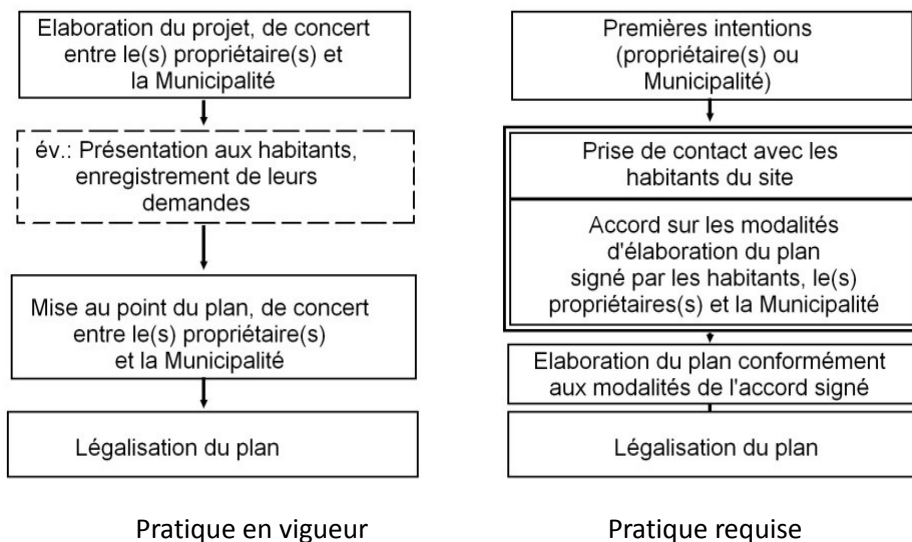 Elaboration du projet, de concert
entre le(s) propriétaire(s) et
la Municipalité
év.: Présentation aux habitants,
enregistrement de leurs
demandes
Mise au point du plan, de concert
entre le(s) propriétaire(s)
et la Municipalité
Légalisation du plan
Pratique en vigueur
Premières intentions
(propriétaire(s) ou
Municipalité)
Prise de contact avec les
habitants du site
Accord sur les modalités
d'élaboration du plan
signé par les habitants, le(s)
propriétaires(s) et la Municipalité
Elaboration du plan conformément
aux modalités de l'accord signé
Légalisation du plan
Pratique requise